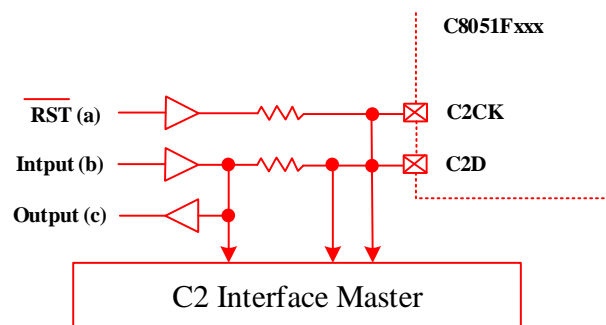 C8051Fxxx
RST (a)
C2CK
Intput (b)
C2D
Output (c)
C2 Interface Master